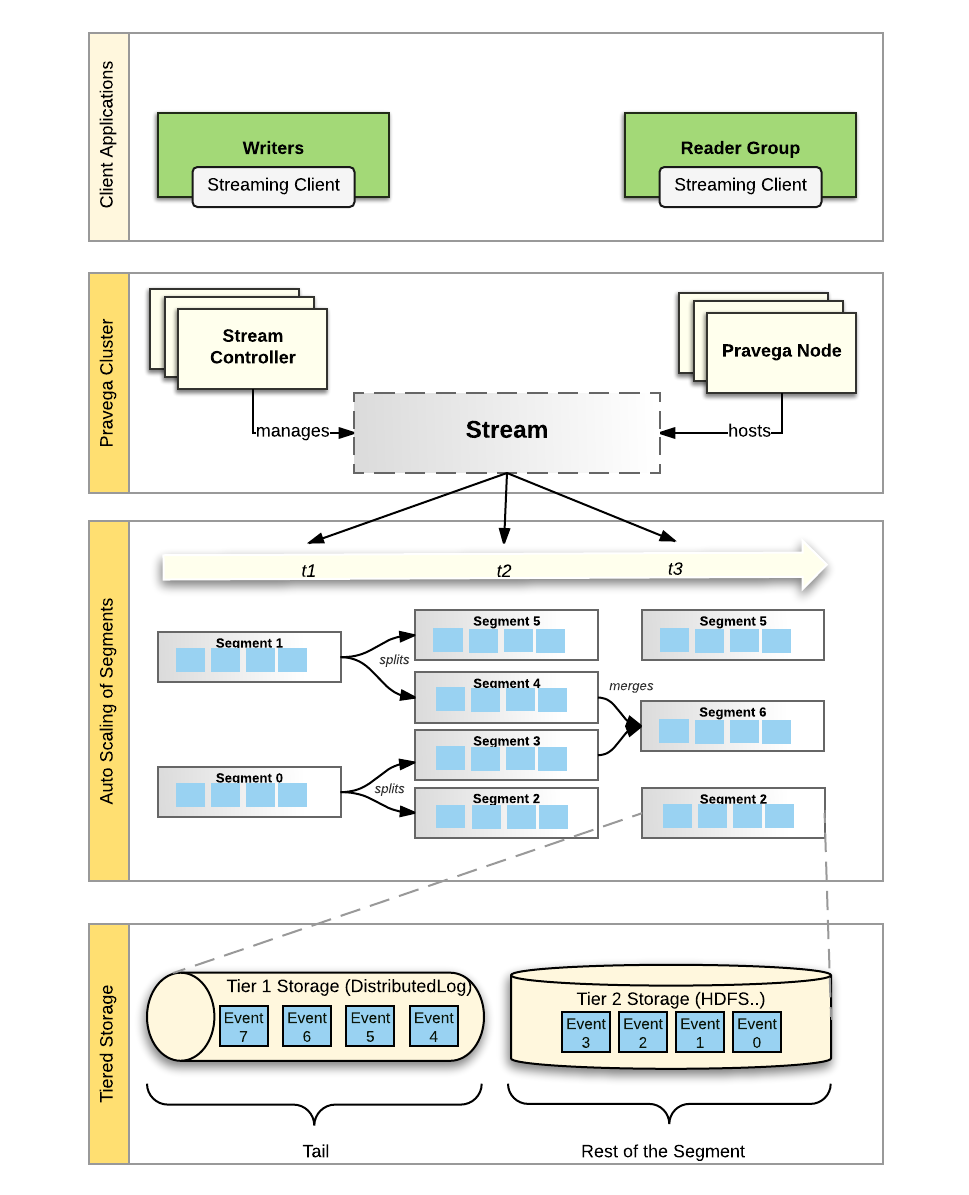 Client Applications
Writers
Streaming Client
Reader Group
Streaming Client
Pravega Cluster
Stream
Controller
Pravega Node
manages
Stream
hosts
Auto Scaling of Segments
t1
t2
t3
Segment 1
Segment 5
Segment 5
splits
Segment 4
merges
Segment 6
Segment 3
Segment 0
splits
Segment 2
Segment 2
Tiered Storage
Tier 1 Storage (DistributedLog)
Event
7
Event
6
Event
5
Event
4
Tier 2 Storage (HDFS..)
Event
3
Event
2
Event
1
Event
0
Tail
Rest of the Segment